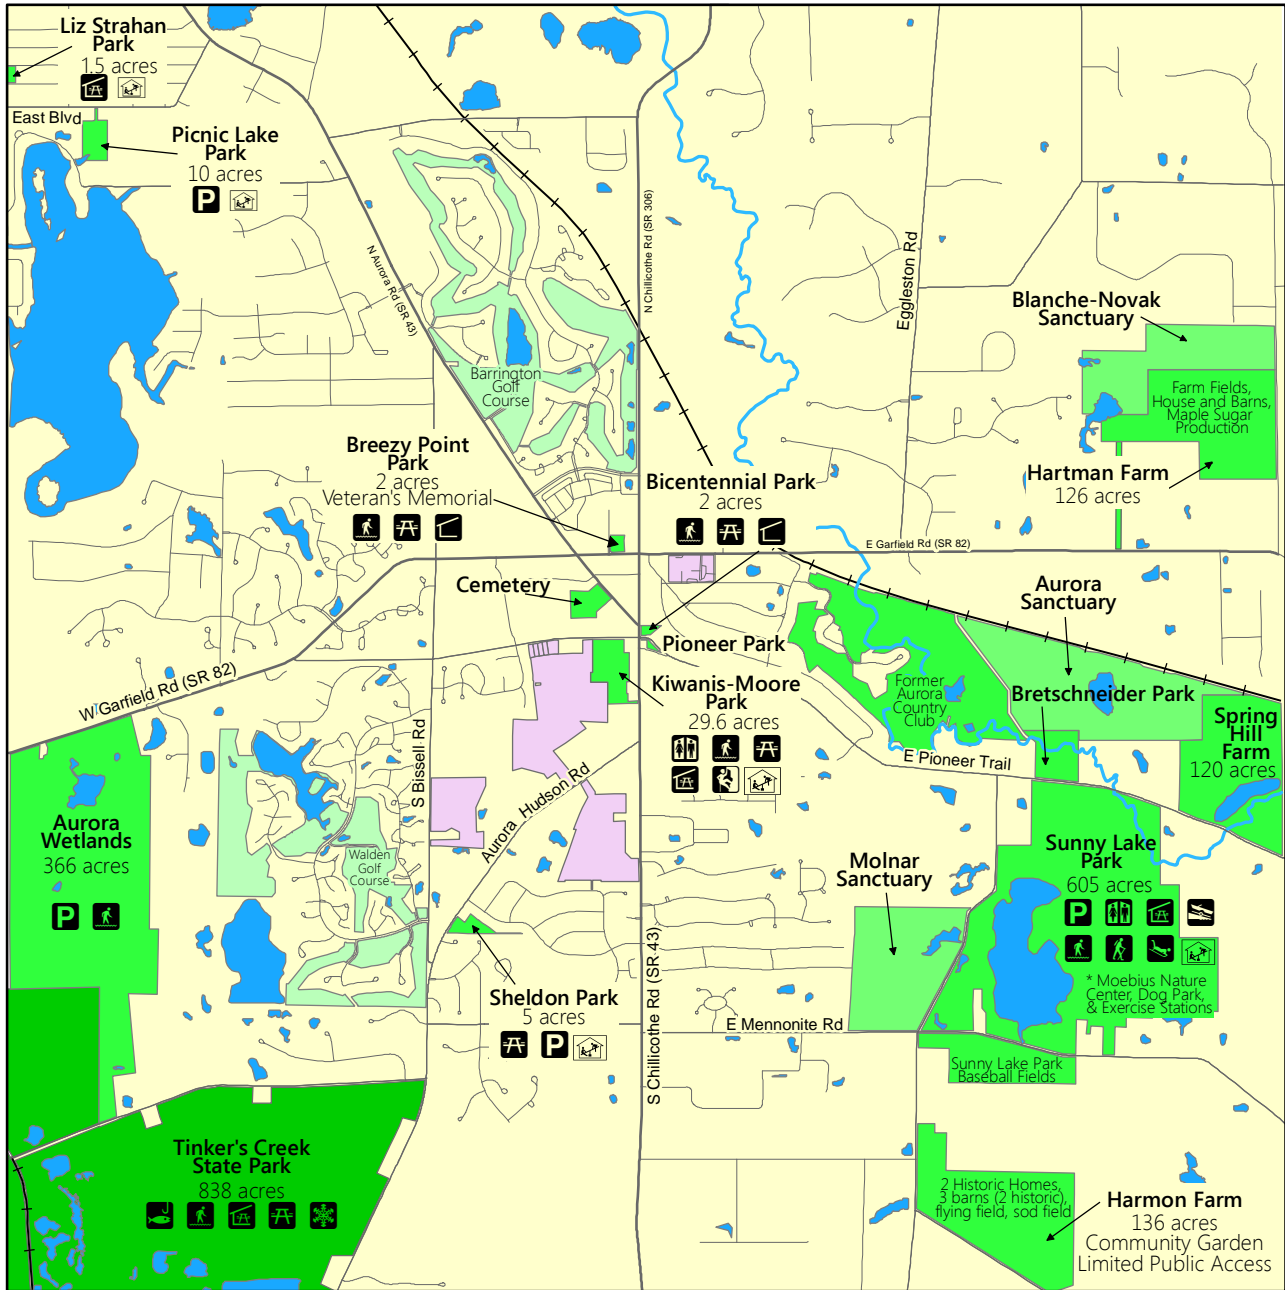 Liz Strahan
Park
1.5 acres
East Blvd
Picnic Lake
Park
10 acres
P
N Aurora Rd (SR 43)
N Chillicothe Rd (SR 306)
Eggleston Rd
Blanche-Novak
Sanctuary
Farm Fields,
House and Barns,
Maple Sugar
Production
Hartman Farm
126 acres
Barrington
Golf
Course
Breezy Point
Park
2 acres
Veteran's Memorial
Bicentennial Park
2 acres
E Garfield Rd (SR 82)
Cemetery
Aurora
Sanctuary
Pioneer Park
W Garfield Rd (SR 82)
Kiwanis-Moore
Park
29.6 acres
Former
Aurora
Country
Club
Bretschneider Park
Spring
Hill
Farm
120 acres
E Pioneer Trail
S Bissell Rd
Aurora Hudson Rd
Aurora
Wetlands
366 acres
P
Walden
Golf
Course
Molnar
Sanctuary
Sunny Lake
Park
605 acres
P
* Moebius Nature
Center, Dog Park,
& Exercise Stations
Sheldon Park
5 acres
P
S Chillicothe Rd (SR 43)
E Mennonite Rd
Sunny Lake Park
Baseball Fields
Tinker's Creek
State Park
838 acres
2 Historic Homes,
3 barns (2 historic),
flying field, sod field
Harmon Farm
136 acres
Community Garden
Limited Public Access